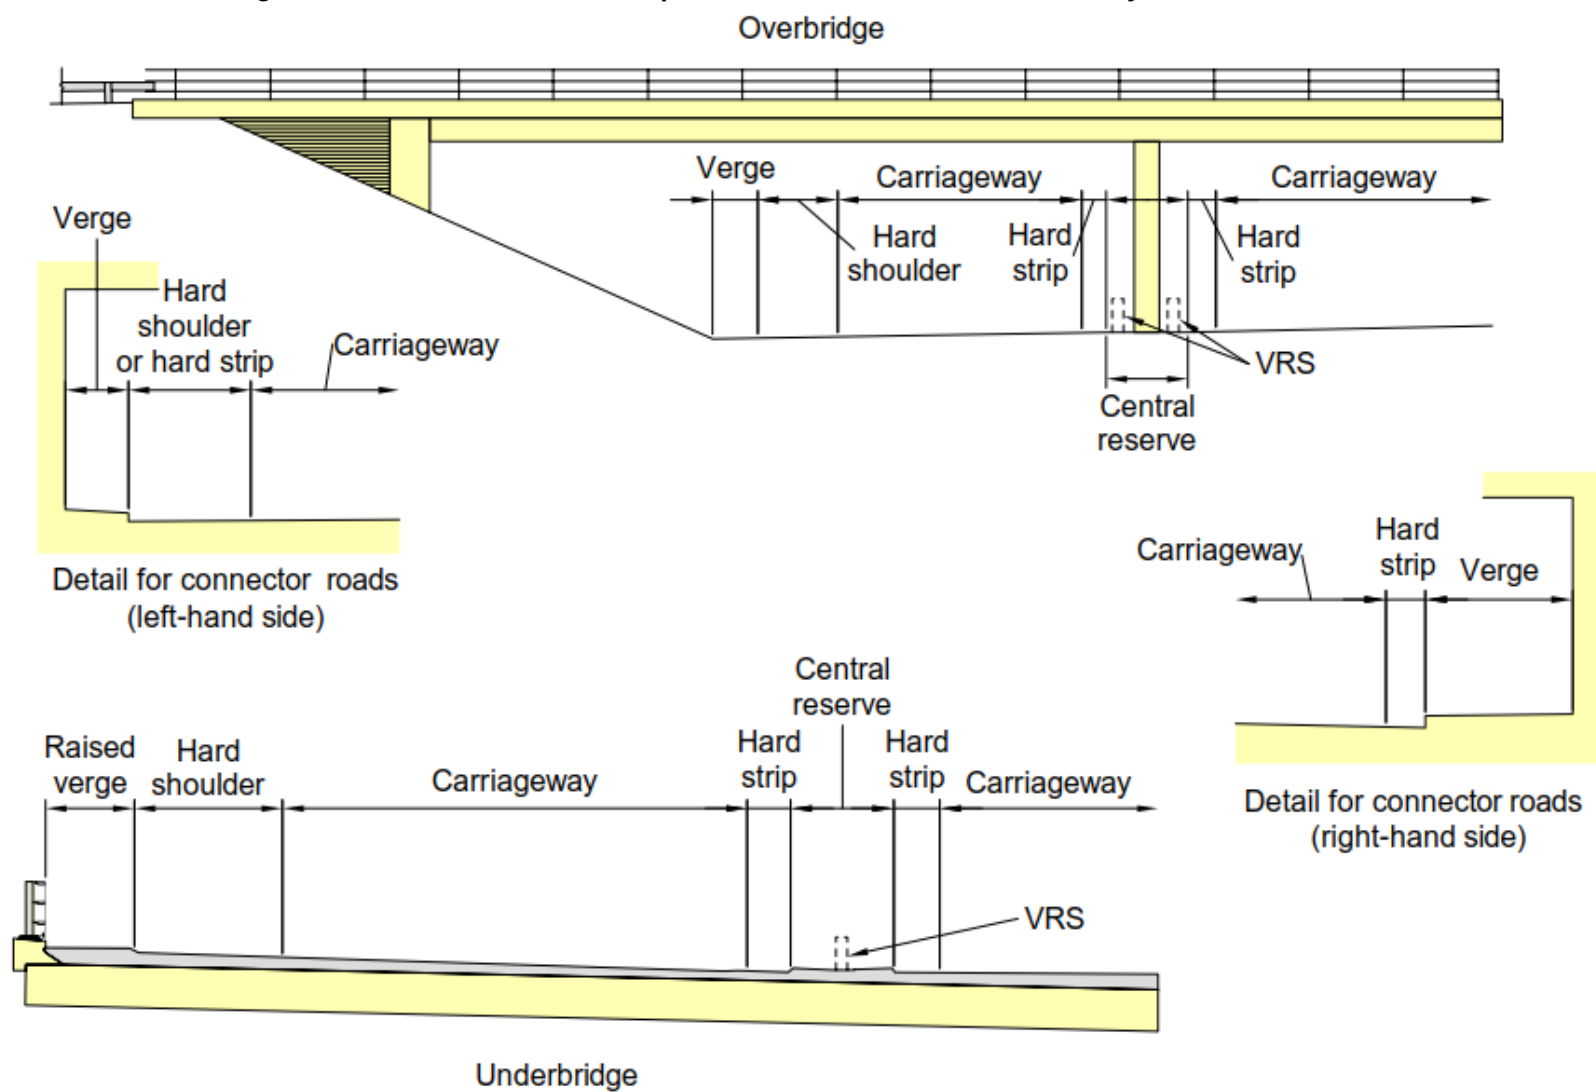 Overbridge
Verge
Carriageway
Carriageway
Hard
shoulder
Hard
strip
Hard
strip
VRS
Central
reserve
Verge
Hard
shoulder
or hard strip
Carriageway
Detail for connector roads
(left-hand side)
Carriageway
Hard
strip
Verge
Detail for connector roads
(right-hand side)
Raised
verge
Hard
shoulder
Carriageway
Hard
strip
Central
reserve
Hard
strip
Carriageway
VRS
Underbridge